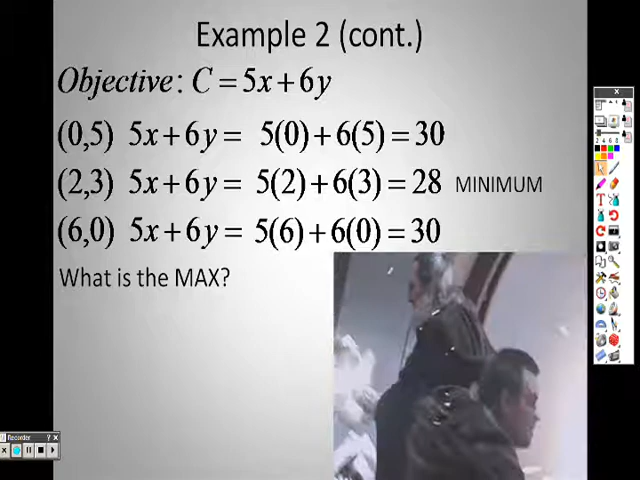 Example 2 (cont.)
Objective: C = 5x + 6y
(0,5) 5x + 6y = 5(0) + 6(5) = 30
(2,3) 5x + 6y = 5(2) + 6(3) = 28 MINIMUM
(6,0) 5x + 6y = 5(6) + 6(0) = 30
What is the MAX?
Recorder